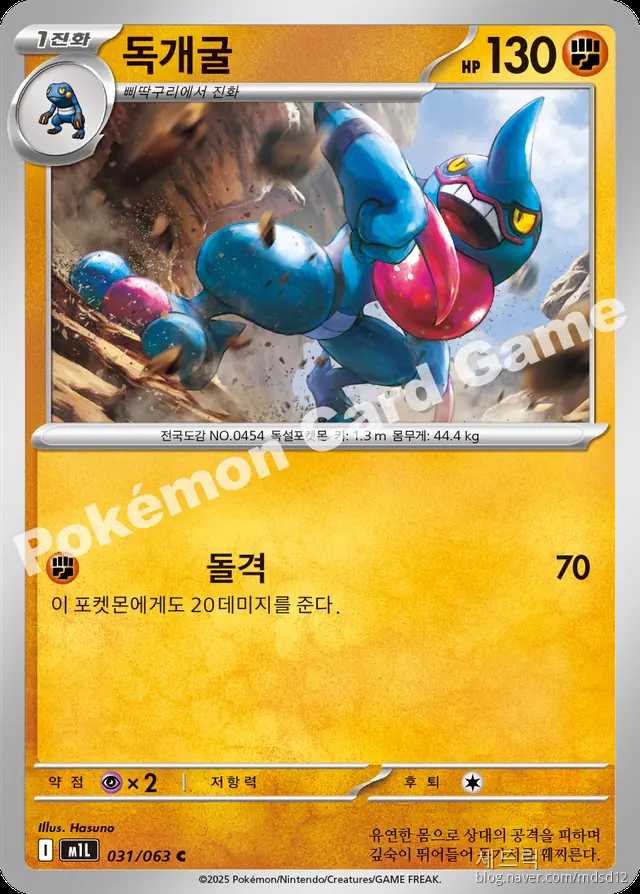 1진화
독개굴
HP 130
삐딱구리에서 진화
전국도감 NO.0454 독설포켓몬 키: 1.3 m 몸무게: 44.4 kg
Pokémon Card Game
돌격 70
이 포켓몬에게도 20데미지를 준다.
약점 ×2 저항력 후퇴
Illus. Hasuno
유연한 몸으로 상대의 공격을 피하며
I m1L 031/063 C
깊숙이 뛰어들어 꿰찌른다.
세드릭
blog.naver.com/mdsd12
©2025 Pokémon/Nintendo/Creatures/GAME FREAK.